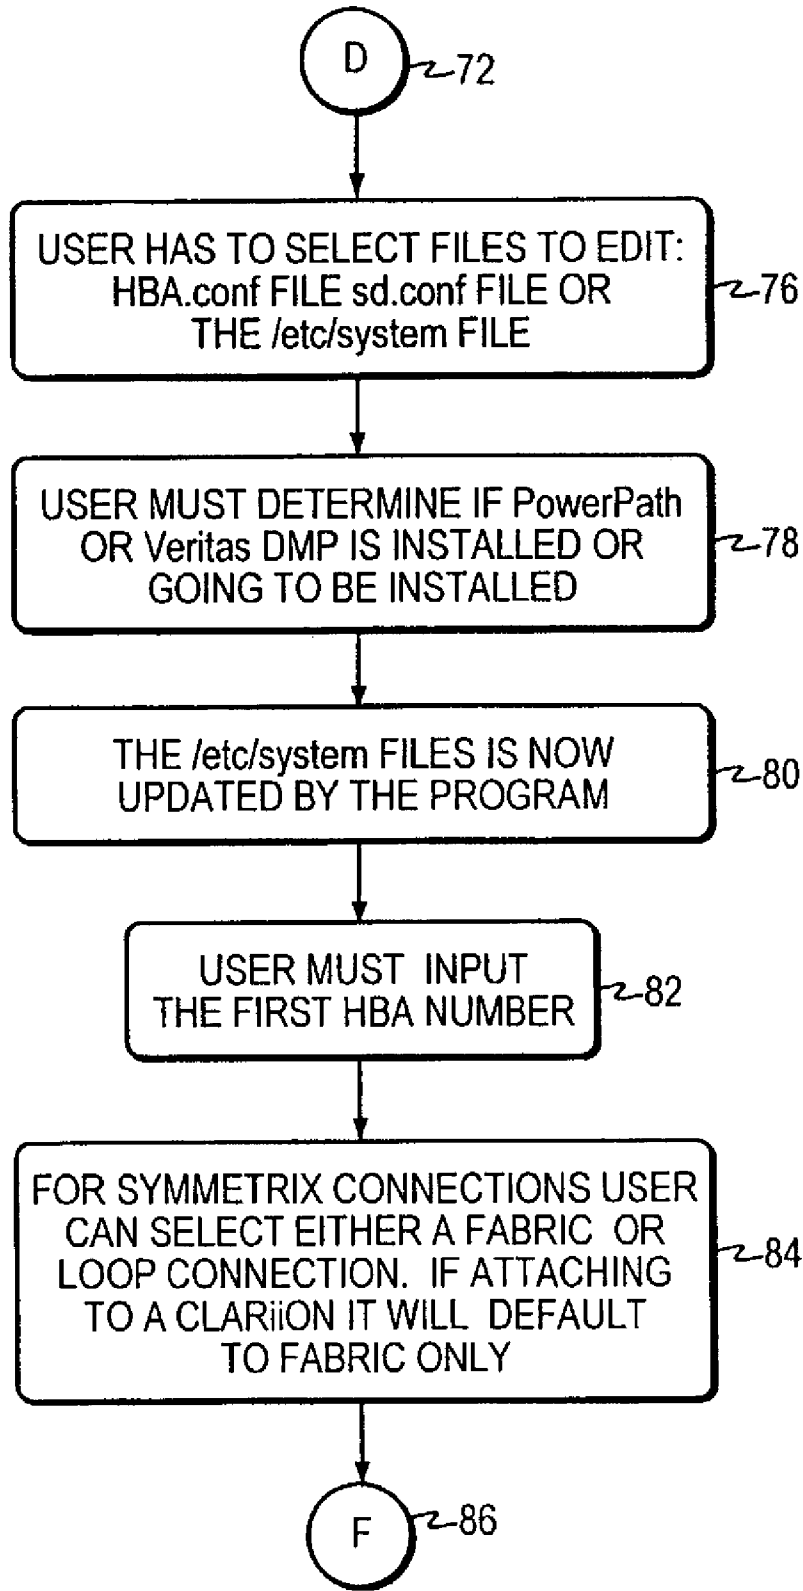 D
72
USER HAS TO SELECT FILES TO EDIT:
HBA.conf FILE sd.conf FILE OR
THE /etc/system FILE
76
USER MUST DETERMINE IF PowerPath
OR Veritas DMP IS INSTALLED OR
GOING TO BE INSTALLED
78
THE /etc/system FILES IS NOW
UPDATED BY THE PROGRAM
80
USER MUST INPUT
THE FIRST HBA NUMBER
82
FOR SYMMETRIX CONNECTIONS USER
CAN SELECT EITHER A FABRIC OR
LOOP CONNECTION. IF ATTACHING
TO A CLARiiON IT WILL DEFAULT
TO FABRIC ONLY
84
F
86